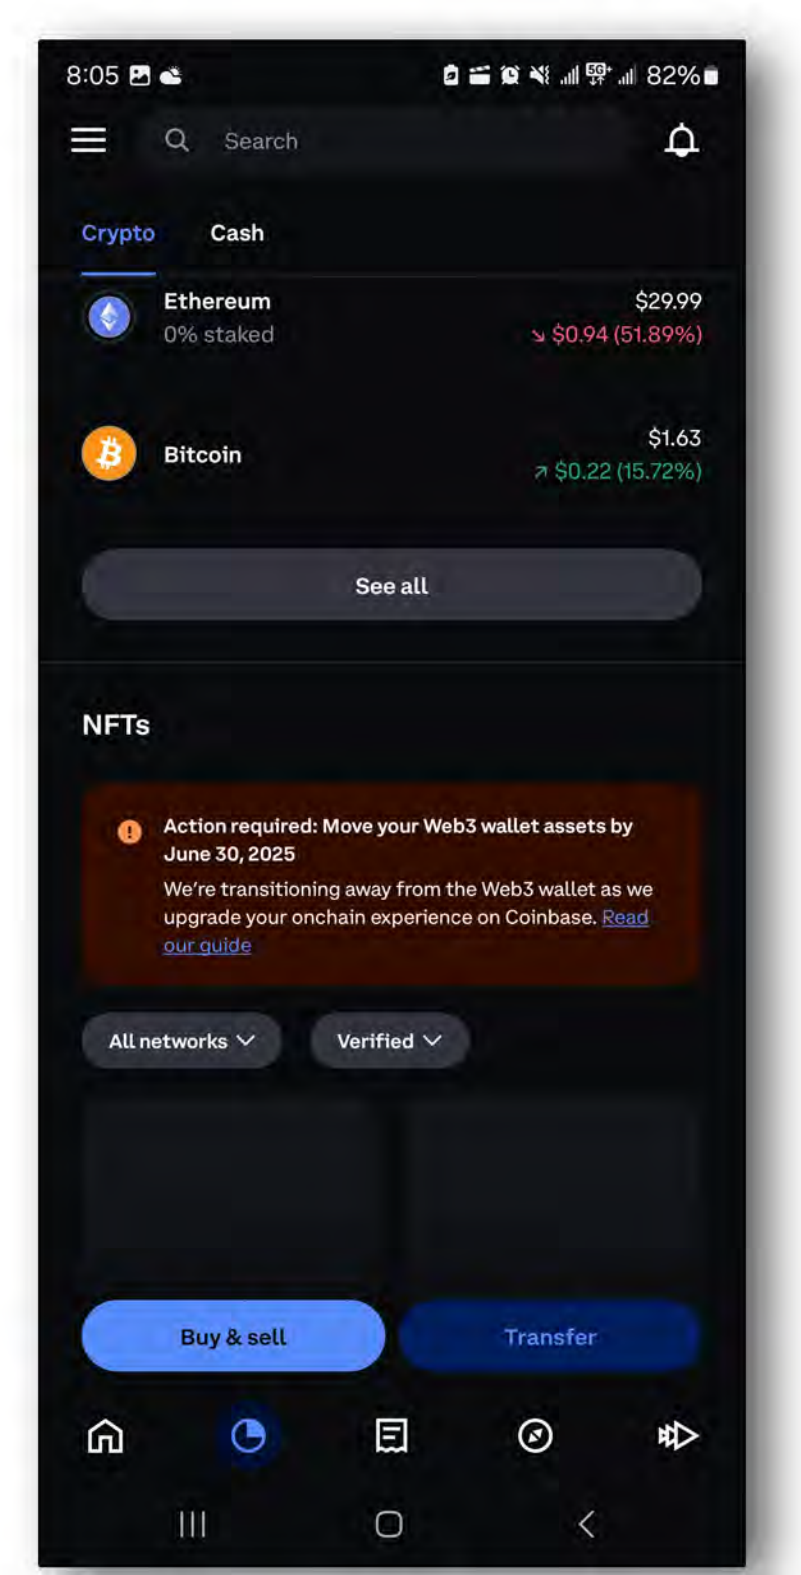 8:05 82%
Search
Crypto Cash
Ethereum $29.99
0% staked ↘ $0.94 (51.89%)
Bitcoin $1.63
↗ $0.22 (15.72%)
See all
NFTs
Action required: Move your Web3 wallet assets by
June 30, 2025
We're transitioning away from the Web3 wallet as we
upgrade your onchain experience on Coinbase. Read
our guide
All networks Verified
Buy & sell Transfer